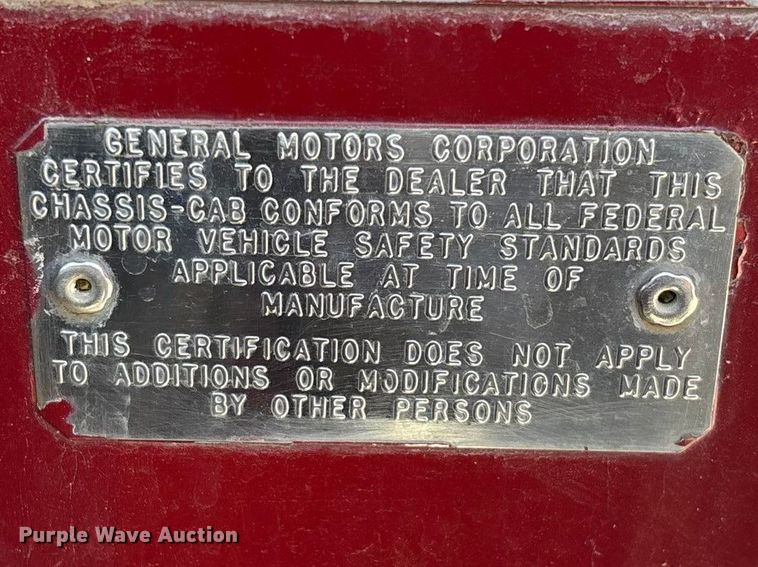 GENERAL MOTORS CORPORATION
CERTIFIES TO THE DEALER THAT THIS
CHASSIS-CAB CONFORMS TO ALL FEDERAL
MOTOR VEHICLE SAFETY STANDARDS
APPLICABLE AT TIME OF
MANUFACTURE
THIS CERTIFICATION DOES NOT APPLY
TO ADDITIONS OR MODIFICATIONS MADE
BY OTHER PERSONS
Purple Wave Auction